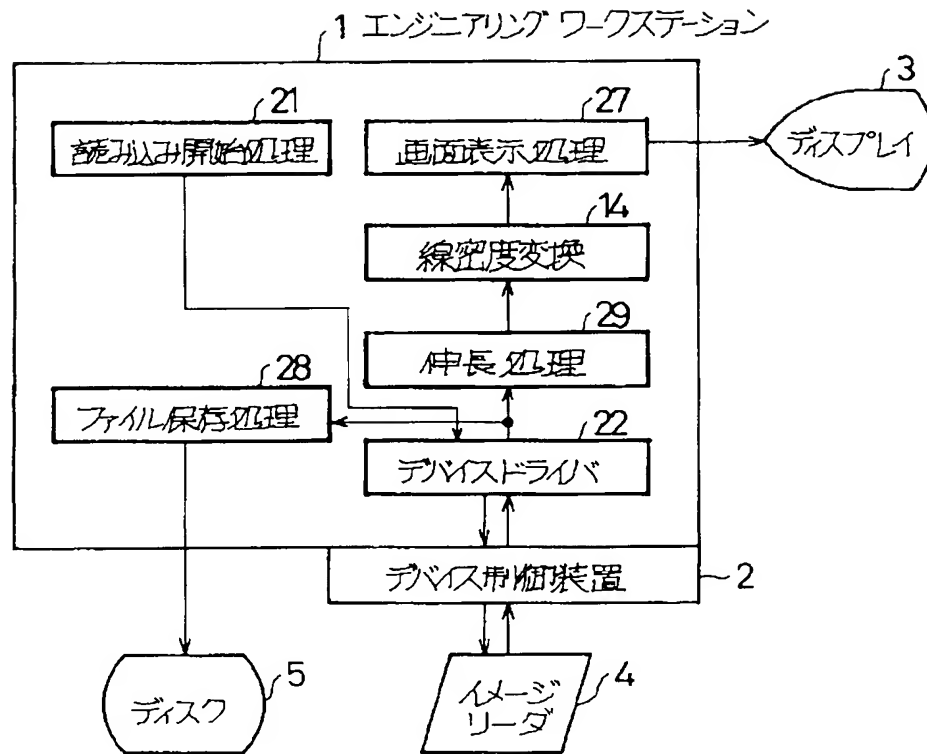 1 エンジニアリング ワークステーション
3
ディスプレイ
21
読み込み開始処理
27
画面表示処理
14
線密度変換
29
伸長処理
28
ファイル保存処理
22
デバイスドライバ
デバイス制御装置
2
5
ディスク
4
イメージ
リーダ